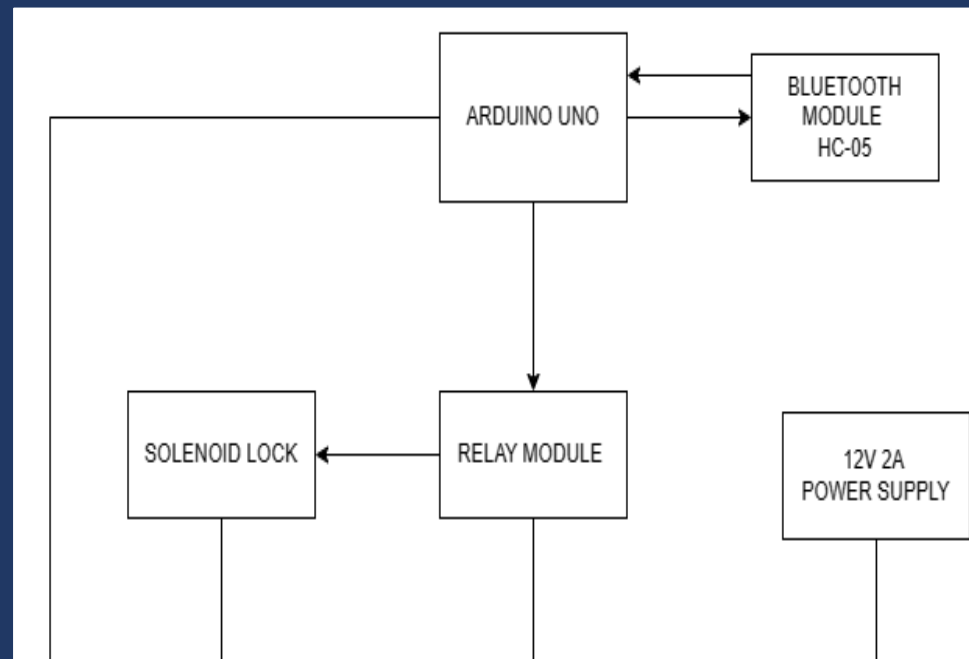 ARDUINO UNO
BLUETOOTH
MODULE
HC-05
SOLENOID LOCK
RELAY MODULE
12V 2A
POWER SUPPLY